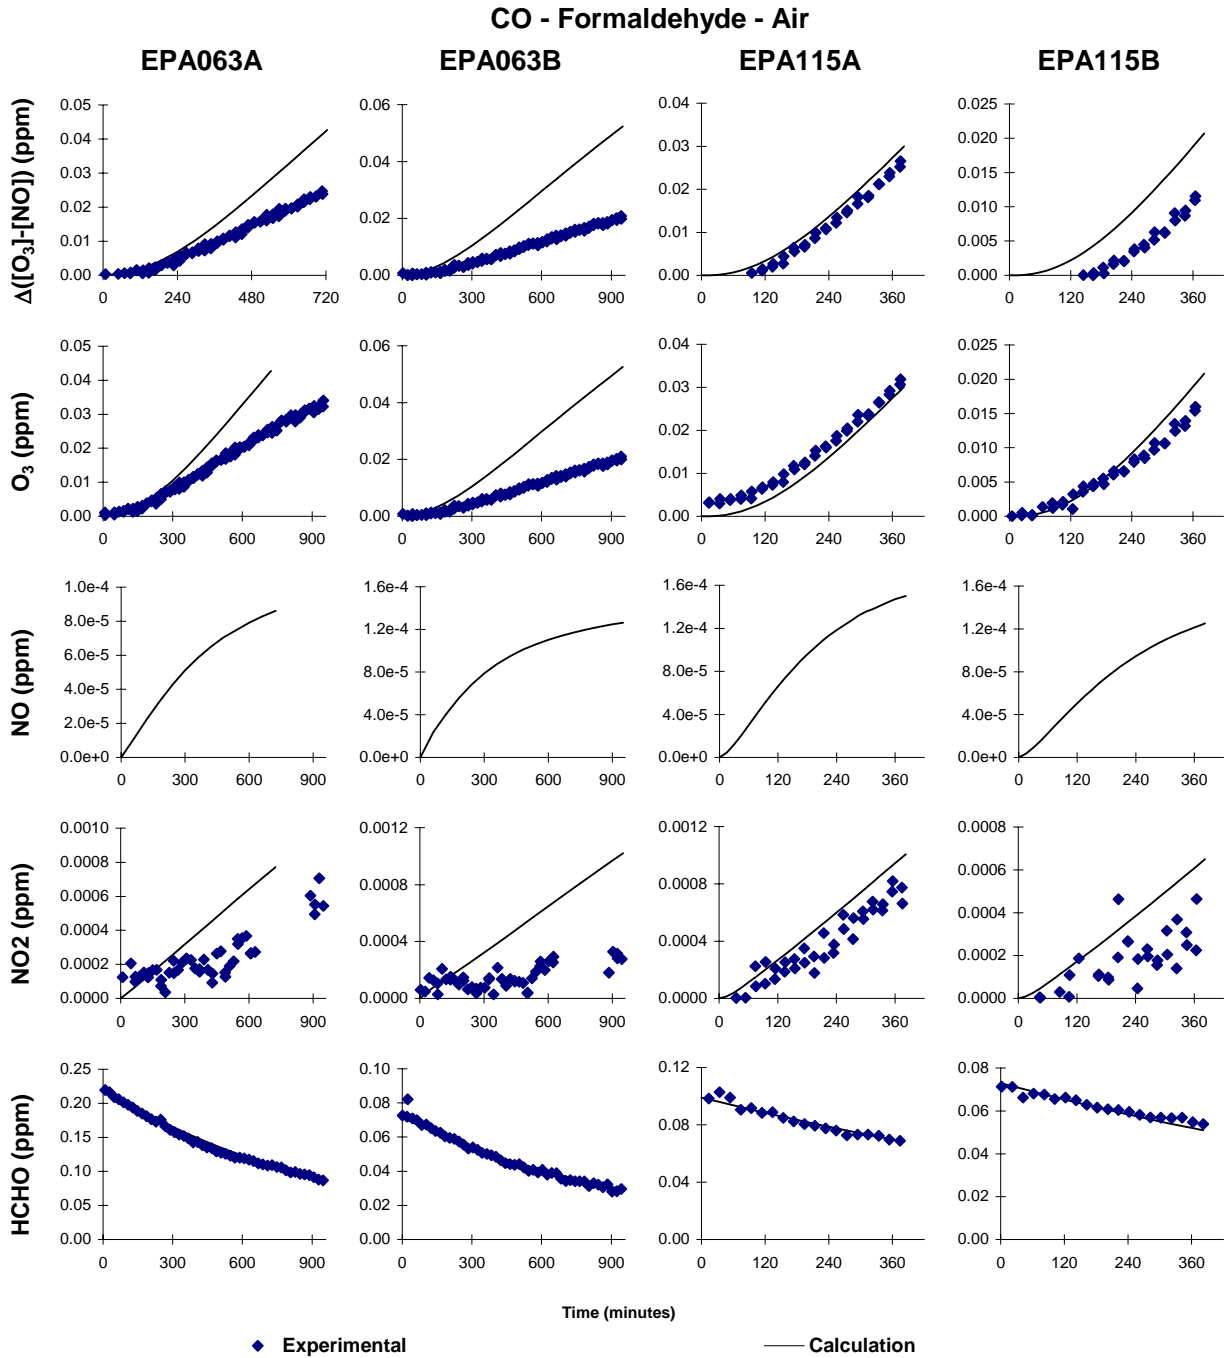 CO - Formaldehyde - Air
EPA063A EPA063B EPA115A EPA115B
Δ([O3]-[NO]) (ppm)
0.05 0.06 0.04 0.025
0.04 0.020
0.03 0.04 0.03 0.015
0.02 0.02 0.02 0.010
0.01 0.01 0.005
0.00 0.00 0.00 0.000
0 240 480 720 0 300 600 900 0 120 240 360 0 120 240 360
O3 (ppm)
0.05 0.06 0.04 0.025
0.04 0.020
0.03 0.04 0.03 0.015
0.02 0.02 0.02 0.010
0.01 0.01 0.005
0.00 0.00 0.00 0.000
0 300 600 900 0 300 600 900 0 120 240 360 0 120 240 360
NO (ppm)
1.0e-4 1.6e-4 1.6e-4 1.6e-4
8.0e-5 1.2e-4 1.2e-4 1.2e-4
6.0e-5 8.0e-5 8.0e-5 8.0e-5
4.0e-5
2.0e-5 4.0e-5 4.0e-5 4.0e-5
0.0e+0 0.0e+0 0.0e+0 0.0e+0
0 300 600 900 0 300 600 900 0 120 240 360 0 120 240 360
NO2 (ppm)
0.0010 0.0012 0.0012 0.0008
0.0008 0.0008 0.0008 0.0006
0.0006 0.0004
0.0004 0.0004 0.0004
0.0002 0.0002
0.0000 0.0000 0.0000 0.0000
0 300 600 900 0 300 600 900 0 120 240 360 0 120 240 360
HCHO (ppm)
0.25 0.10 0.12 0.08
0.20 0.08 0.06
0.15 0.06 0.08
0.10 0.04 0.04 0.04
0.05 0.02 0.02
0.00 0.00 0.00 0.00
0 300 600 900 0 300 600 900 0 120 240 360 0 120 240 360
Time (minutes)
Experimental Calculation